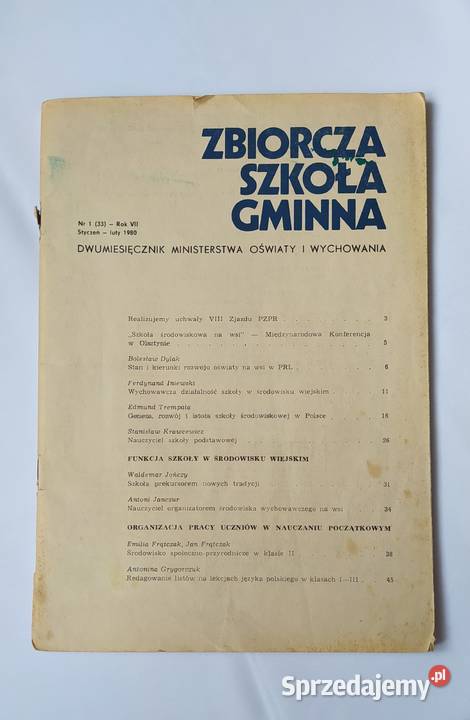 ZBIORCZA
SZKOŁA
GMINNA
Nr 1 (33) – Rok VII
Styczeń – luty 1980
DWUMIESIĘCZNIK MINISTERSTWA OŚWIATY I WYCHOWANIA
Realizujemy uchwały VIII Zjazdu PZPR 3
„Szkoła środowiskowa na wsi" — Międzynarodowa Konferencja
w Olsztynie 5
Bolesław Dylak
Stan i kierunki rozwoju oświaty na wsi w PRL 6
Ferdynand Iniewski
Wychowawcza działalność szkoły w środowisku wiejskim 11
Edmund Trempała
Geneza, rozwój i istota szkoły środowiskowej w Polsce 18
Stanisław Krawcewicz
Nauczyciel szkoły podstawowej 26
FUNKCJA SZKOŁY W ŚRODOWISKU WIEJSKIM
Waldemar Jończy
Szkoła prekursorem nowych tradycji 31
Antoni Janczur
Nauczyciel organizatorem środowiska wychowawczego na wsi 34
ORGANIZACJA PRACY UCZNIÓW W NAUCZANIU POCZĄTKOWYM
Emilia Frątczak, Jan Frątczak
Środowisko społeczno-przyrodnicze w klasie II 38
Antonina Grygorczuk
Redagowanie listów na lekcjach języka polskiego w klasach I—III 45
Sprzedajemy.pl